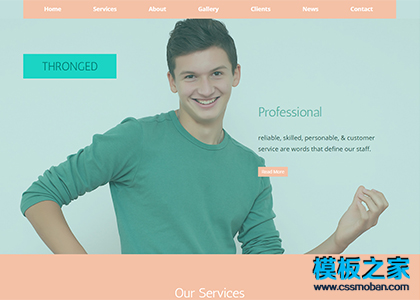 Home Services About Gallery Clients News Contact
THRONGED
Professional
reliable, skilled, personable, & customer
service are words that define our staff.
Read More
模板之家
www.cssmoban.com
Our Services